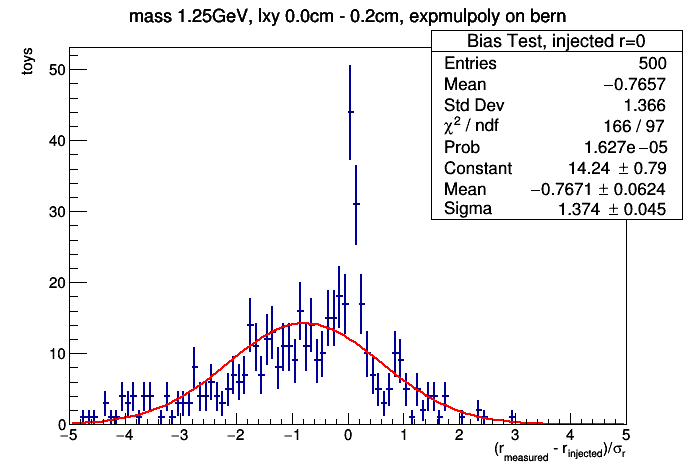 mass 1.25GeV, lxy 0.0cm - 0.2cm, expmulpoly on bern
Bias Test, injected r=0
Entries 500
Mean −0.7657
Std Dev 1.366
χ² / ndf 166 / 97
Prob 1.627e−05
Constant 14.24 ± 0.79
Mean −0.7671 ± 0.0624
Sigma 1.374 ± 0.045
toys
50
40
30
20
10
0
−5 −4 −3 −2 −1 0 1 2 3 4 5
(r_measured - r_injected)/σ_r